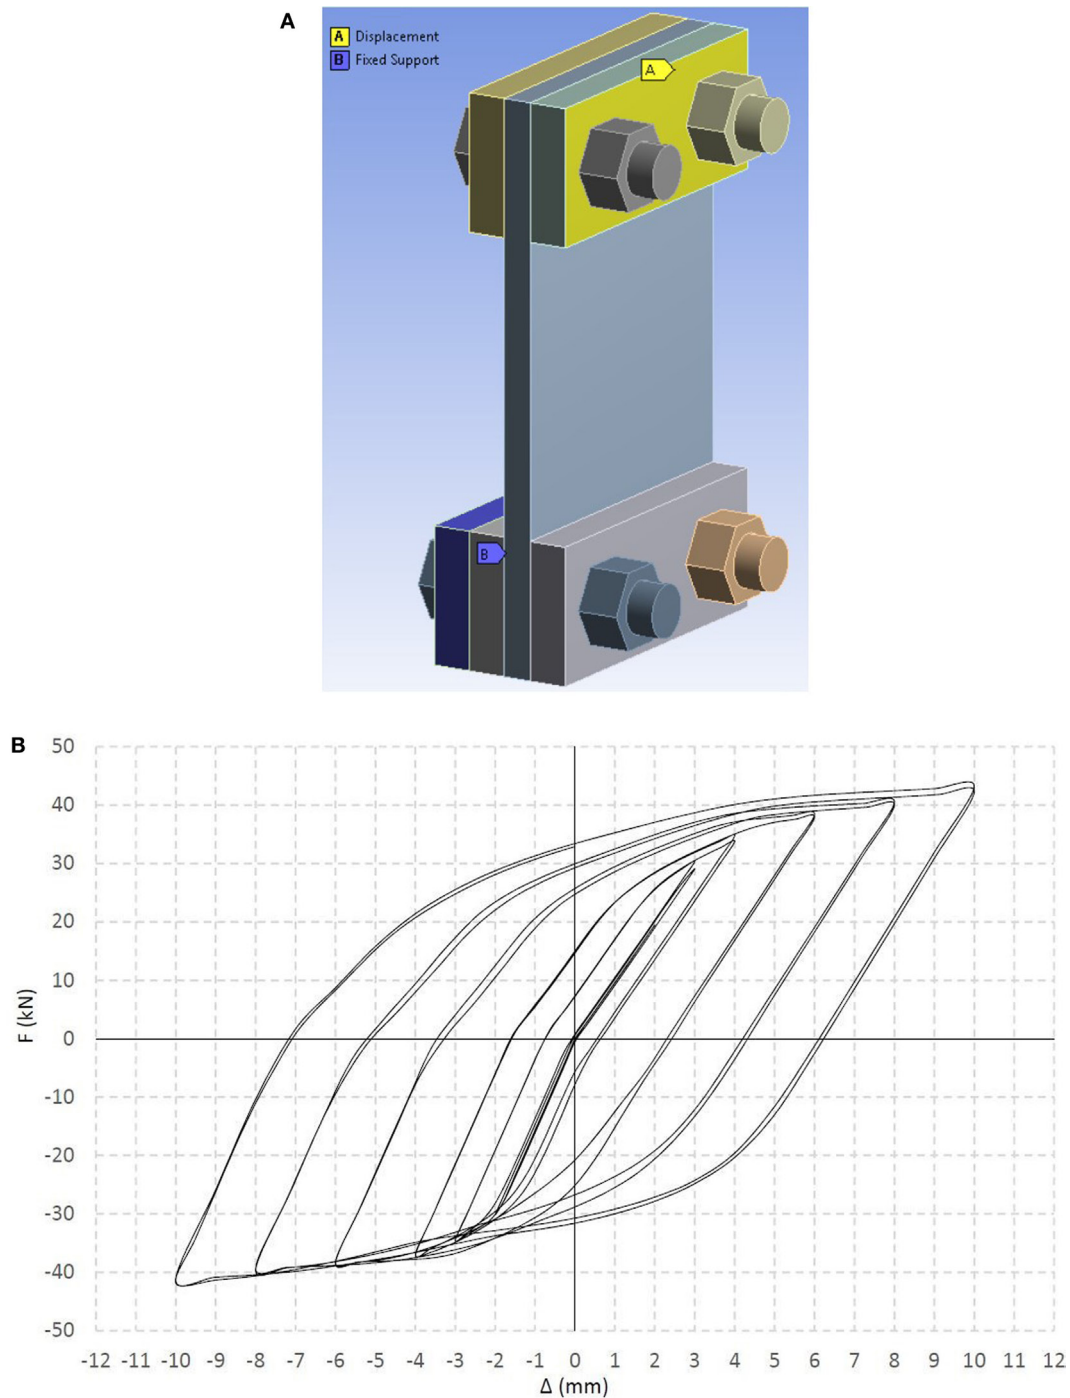 A
A Displacement
B Fixed Support
A
B
B
50
40
30
20
10
0
-10
-20
-30
-40
-50
F (kN)
-12 -11 -10 -9 -8 -7 -6 -5 -4 -3 -2 -1 0 1 2 3 4 5 6 7 8 9 10 11 12
Δ (mm)